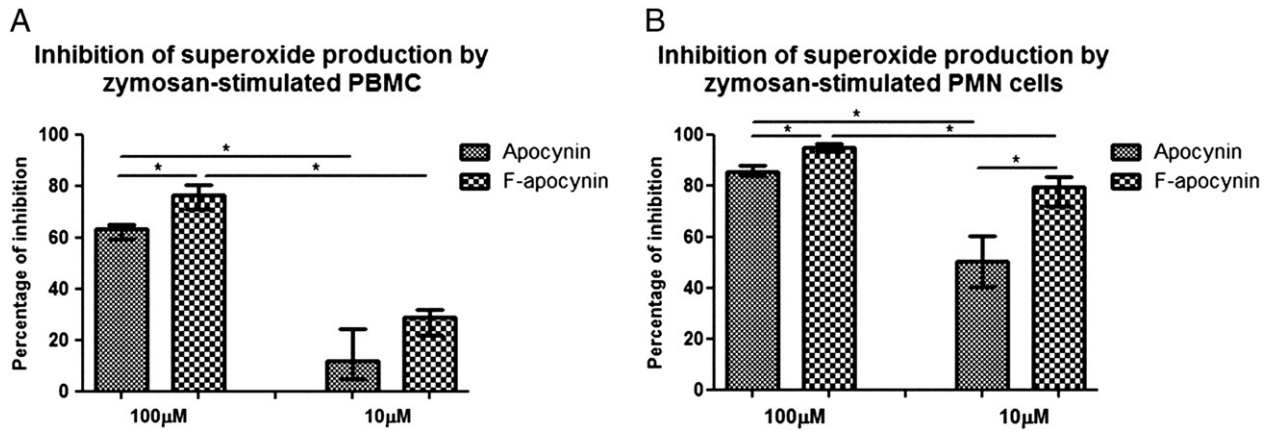 A
Inhibition of superoxide production by
zymosan-stimulated PBMC
Percentage of inhibition
100
80
60
40
20
0
*
*
*
Apocynin
F-apocynin
100μM
10μM
B
Inhibition of superoxide production by
zymosan-stimulated PMN cells
Percentage of inhibition
100
80
60
40
20
0
*
*
*
*
Apocynin
F-apocynin
100μM
10μM